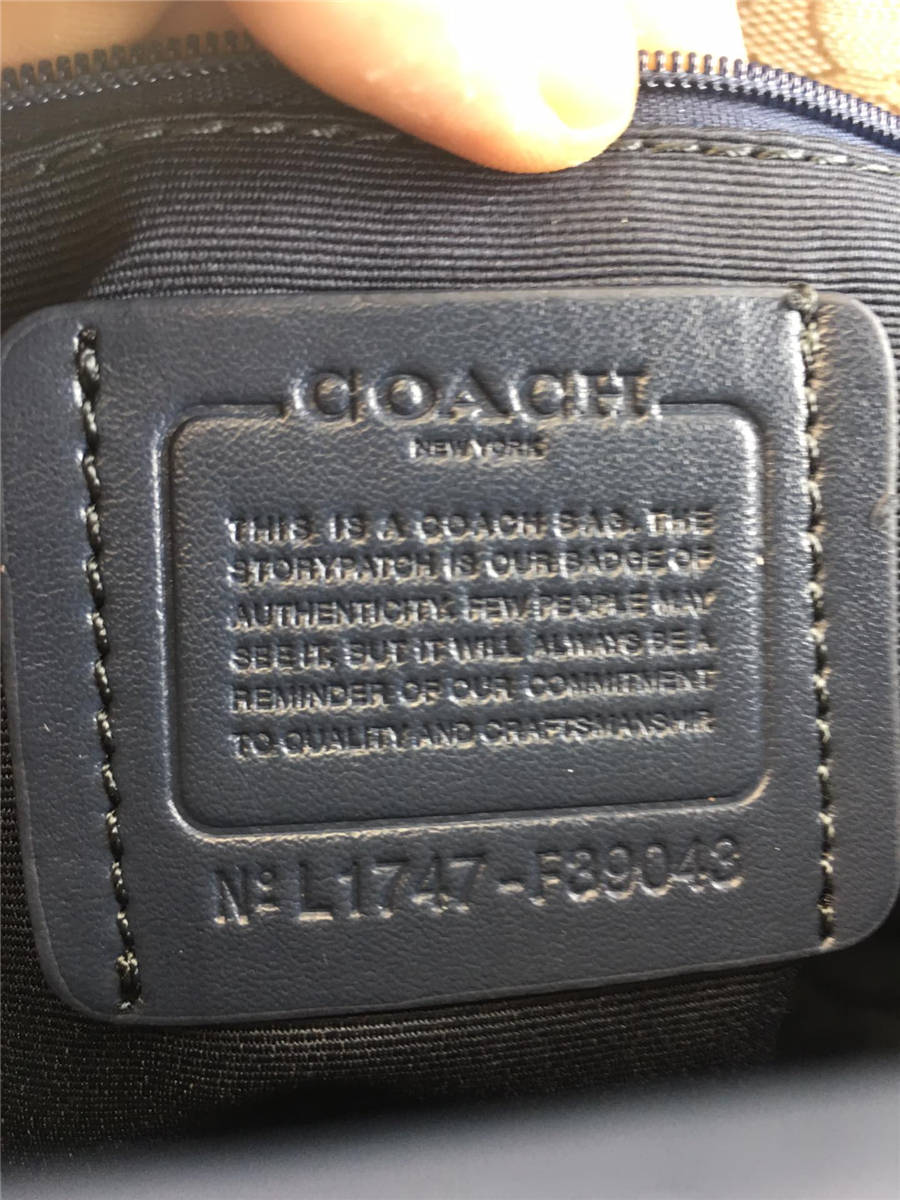 COACH
NEW YORK
THIS IS A COACH BAG. THE
STORYPATCH IS OUR BADGE OF
AUTHENTICITY. FEW PEOPLE MAY
SEE IT, BUT IT WILL ALWAYS BE A
REMINDER OF OUR COMMITMENT
TO QUALITY AND CRAFTSMANSHIP.
Nº L1747-F39043